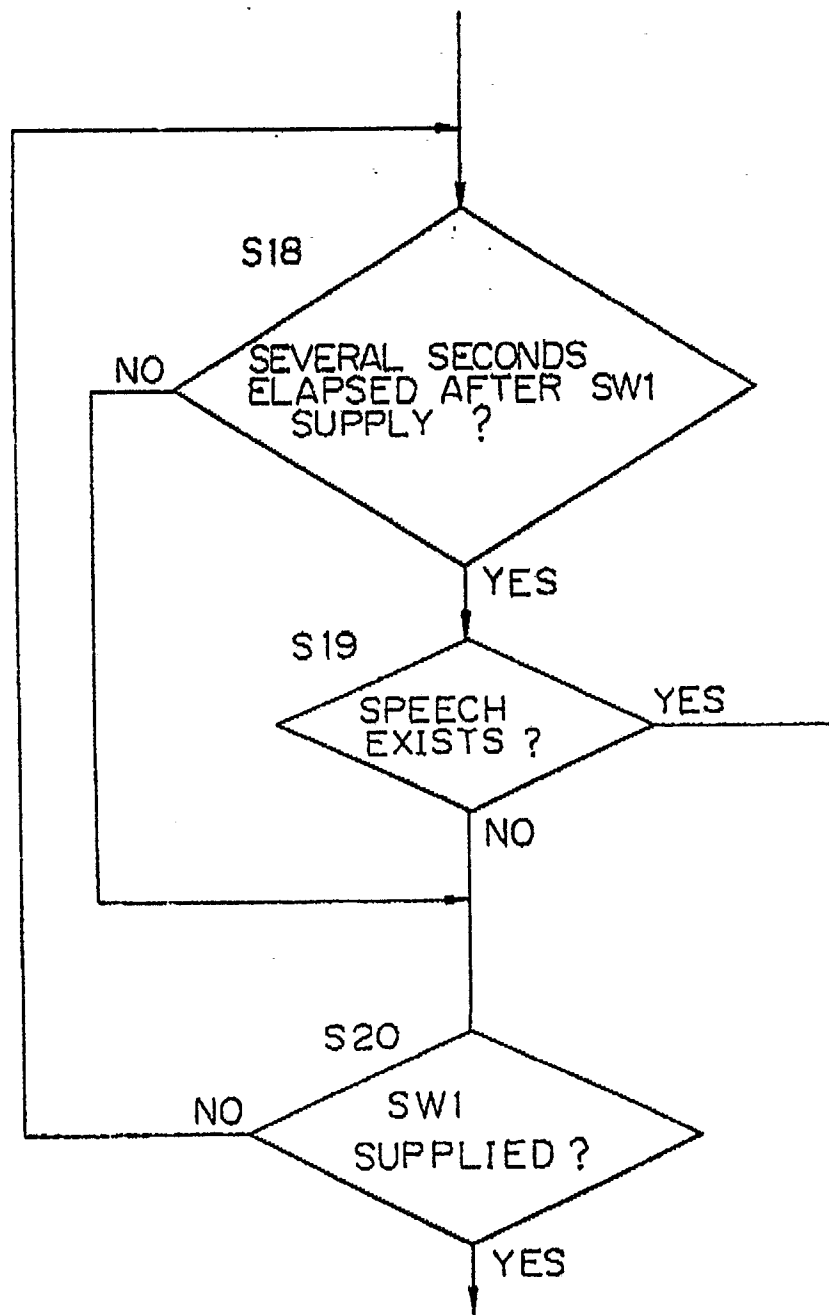 S18
NO
SEVERAL SECONDS
ELAPSED AFTER SW1
SUPPLY ?
YES
S19
SPEECH
EXISTS ?
YES
NO
S20
NO
SW1
SUPPLIED ?
YES